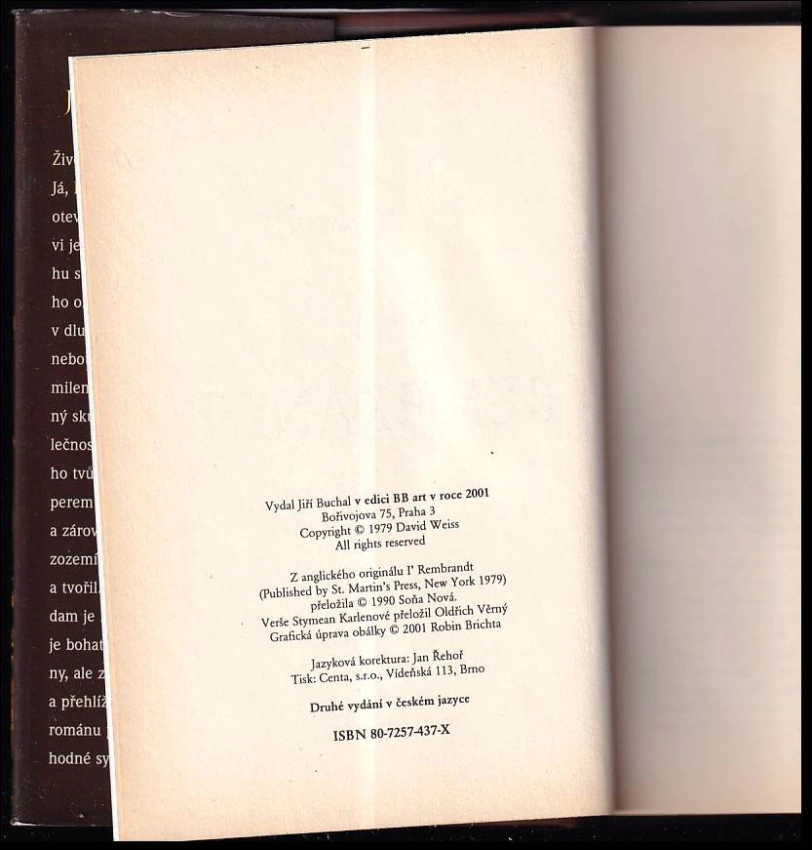 Živ
Já,
otev
vi je
hu s
ho o
v dlu
nebo
milen
ný sk
lečnos
ho tvů
perem
a zárov
zozemí
a tvořil
dam je
je bohat
ny, ale z
a přehlíž
románu j
hodné sy
Vydal Jiří Buchal v edici BB art v roce 2001
Bořivojova 75, Praha 3
Copyright © 1979 David Weiss
All rights reserved
Z anglického originálu I' Rembrandt
(Published by St. Martin's Press, New York 1979)
přeložila © 1990 Soňa Nová.
Verše Stymean Karlenové přeložil Oldřich Věrný
Grafická úprava obálky © 2001 Robin Brichta
Jazyková korektura: Jan Řehoř
Tisk: Centa, s.r.o., Vídeňská 113, Brno
Druhé vydání v českém jazyce
ISBN 80-7257-437-X